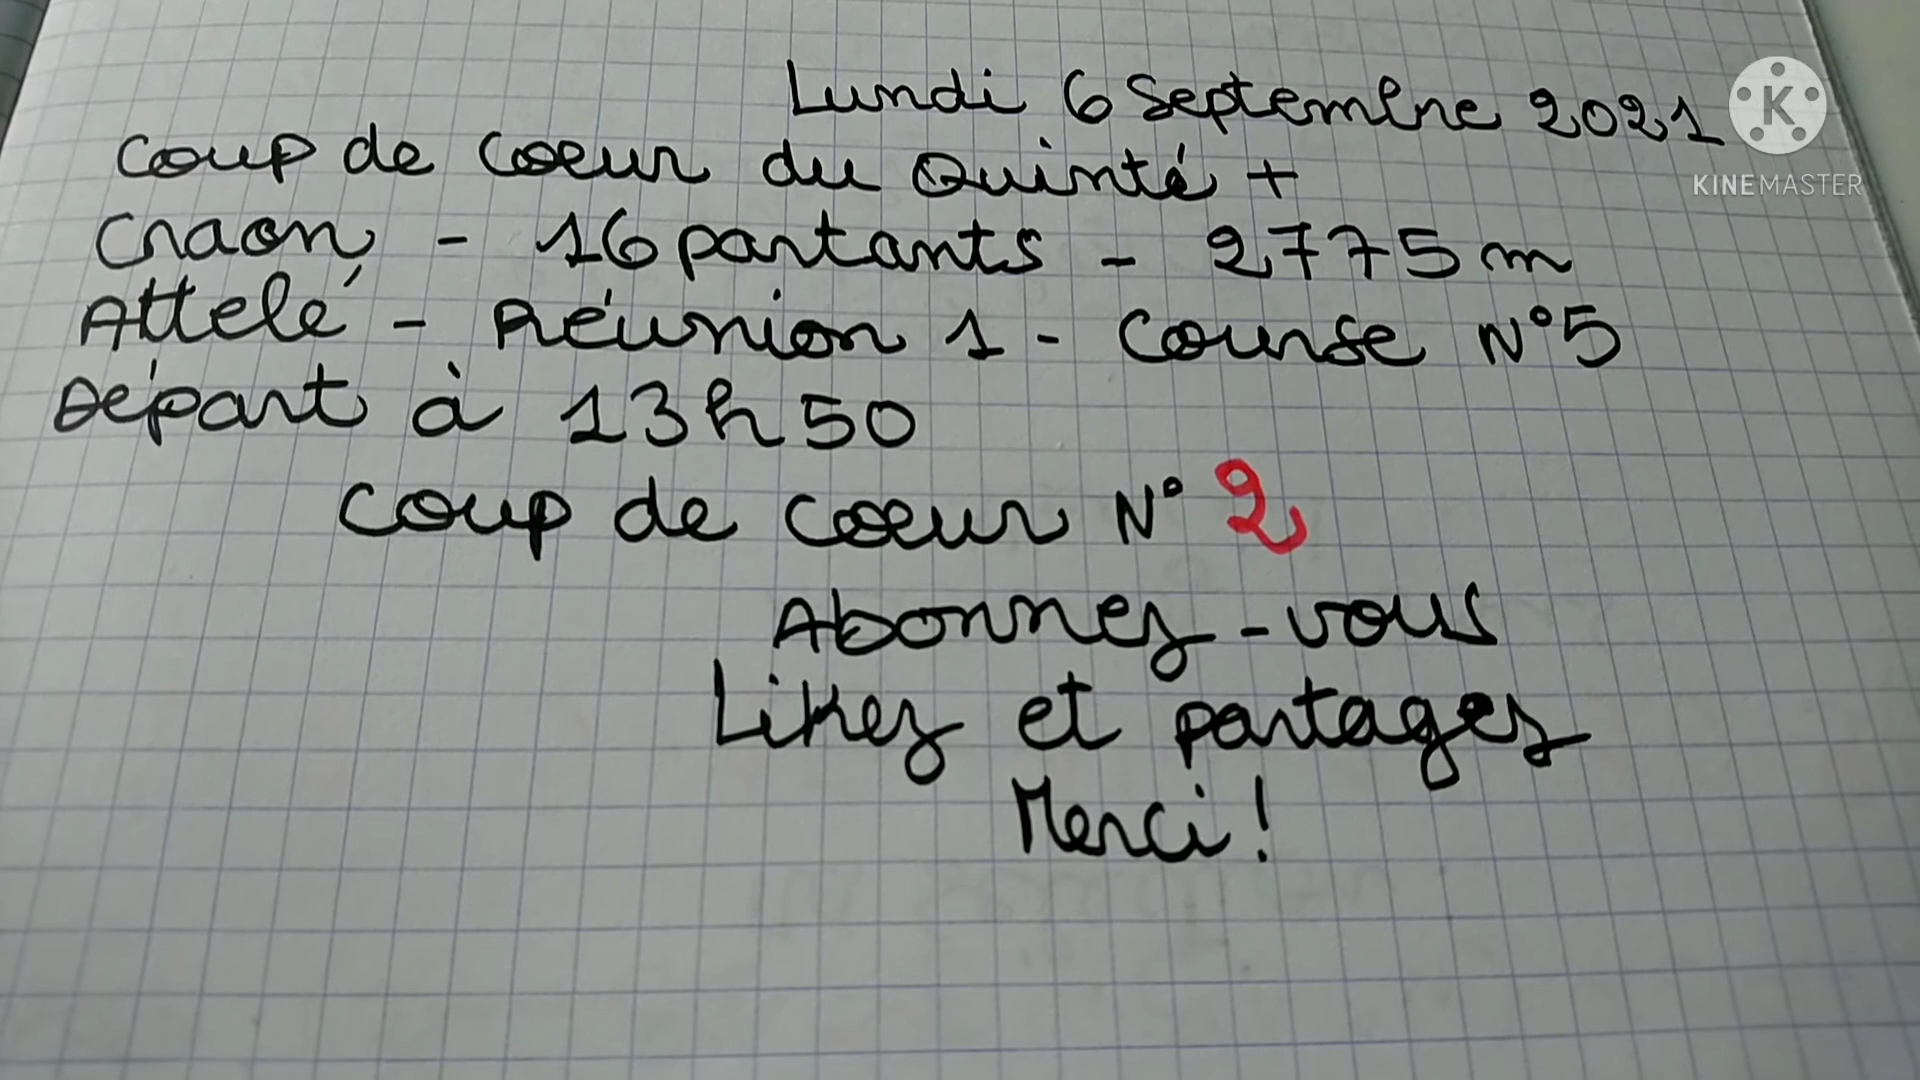 Lundi 6 Septembre 2021
Coup de coeur du Quinté +
Craon - 16 partants - 2775 m
Attelé - Réunion 1 - Course N°5
Départ à 13h50
Coup de coeur N° 2
Abonnez-vous
Likez et partagez
Merci !
K
KINEMASTER